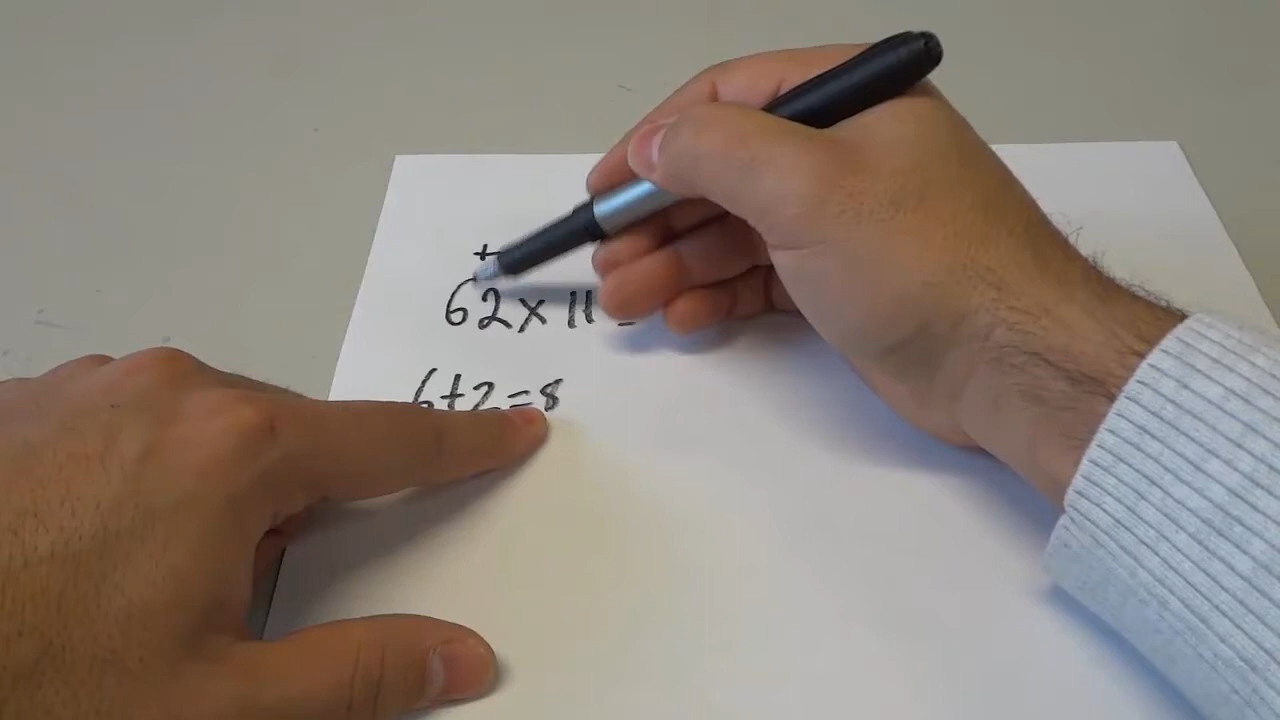 +
62 x 11 =
6+2=8